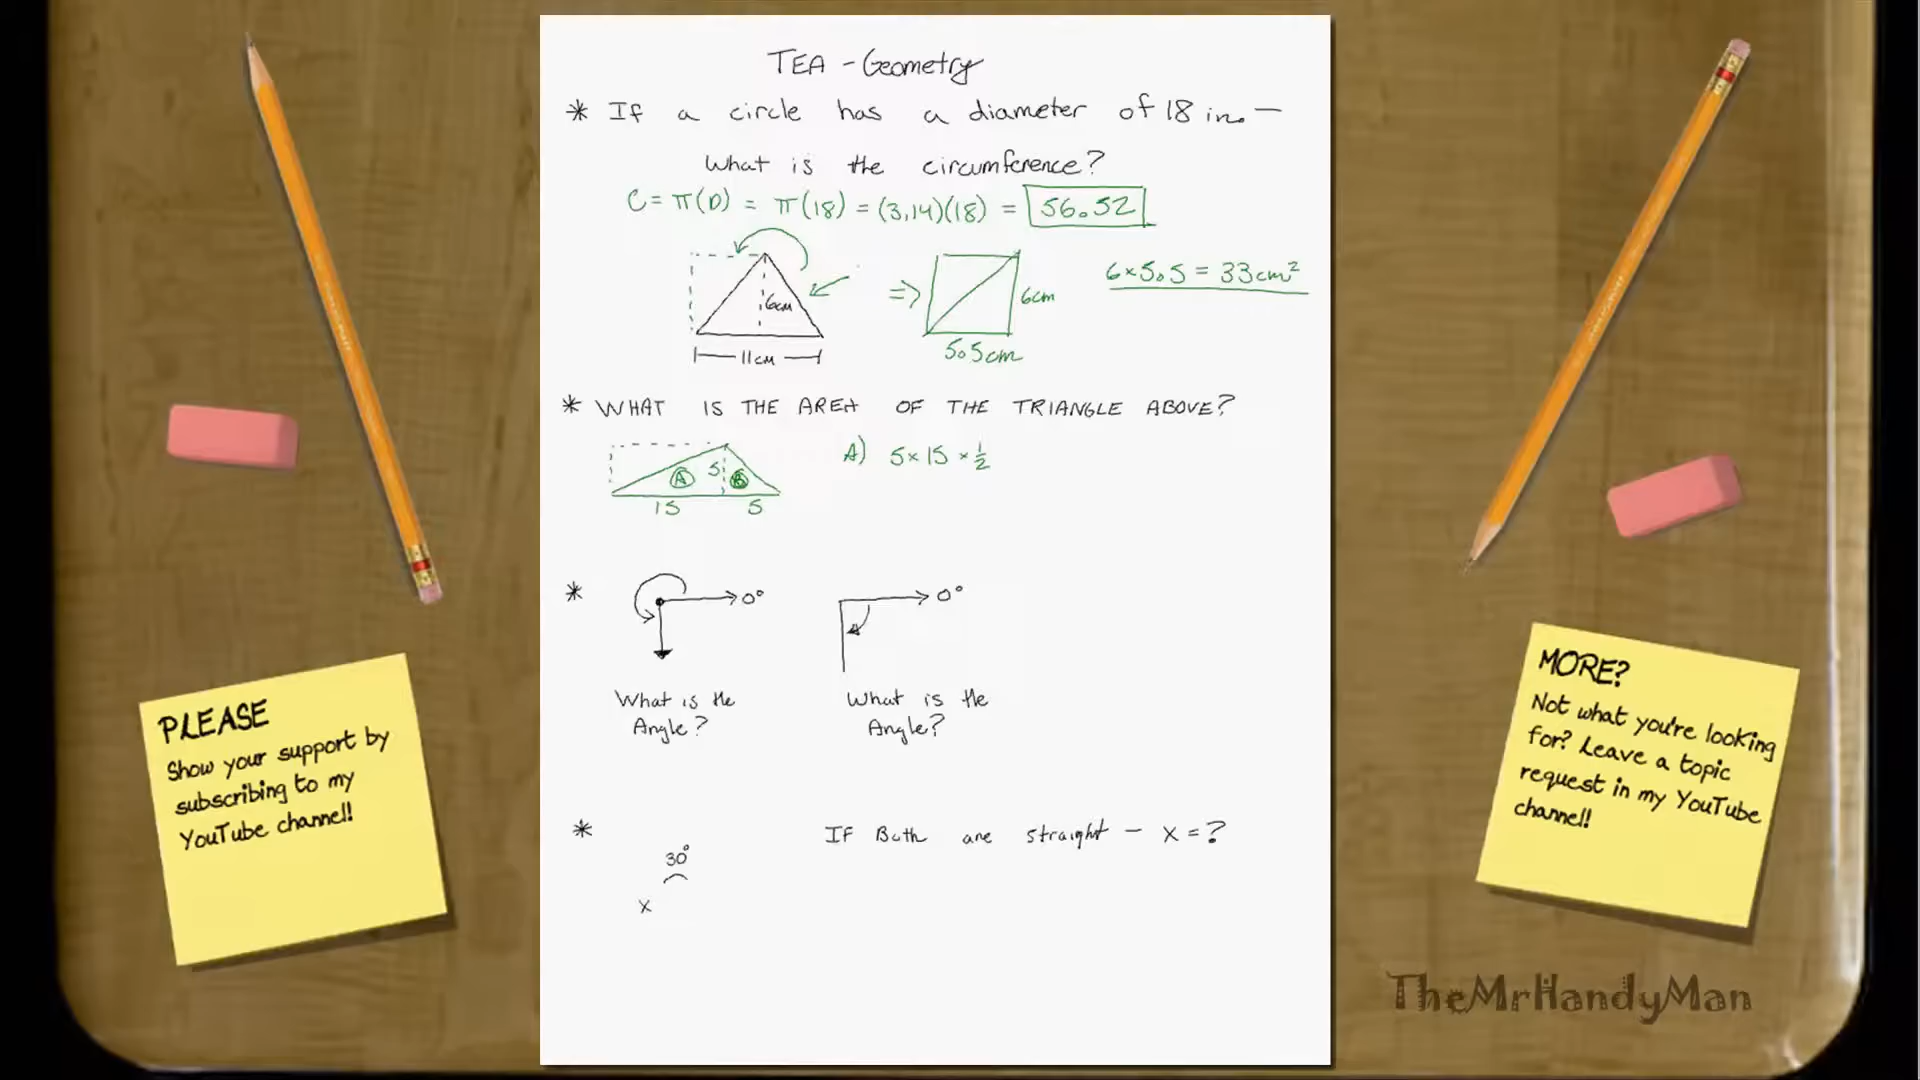 TEA - Geometry
* If a circle has a diameter of 18 in. —
What is the circumference?
C = π(D) = π(18) = (3.14)(18) = 56.52
6cm
11cm
⇒
6cm
5.5cm
6×5.5 = 33cm²
* WHAT IS THE AREA OF THE TRIANGLE ABOVE?
A 5 B
15 5
A) 5×15×½
* 0° 0°
What is the
Angle?
What is the
Angle?
* IF Both are straight - x = ?
30°
x
PLEASE
Show your support by
subscribing to my
YouTube channel!
MORE?
Not what you're looking
for? Leave a topic
request in my YouTube
channel!
TheMrHandyMan